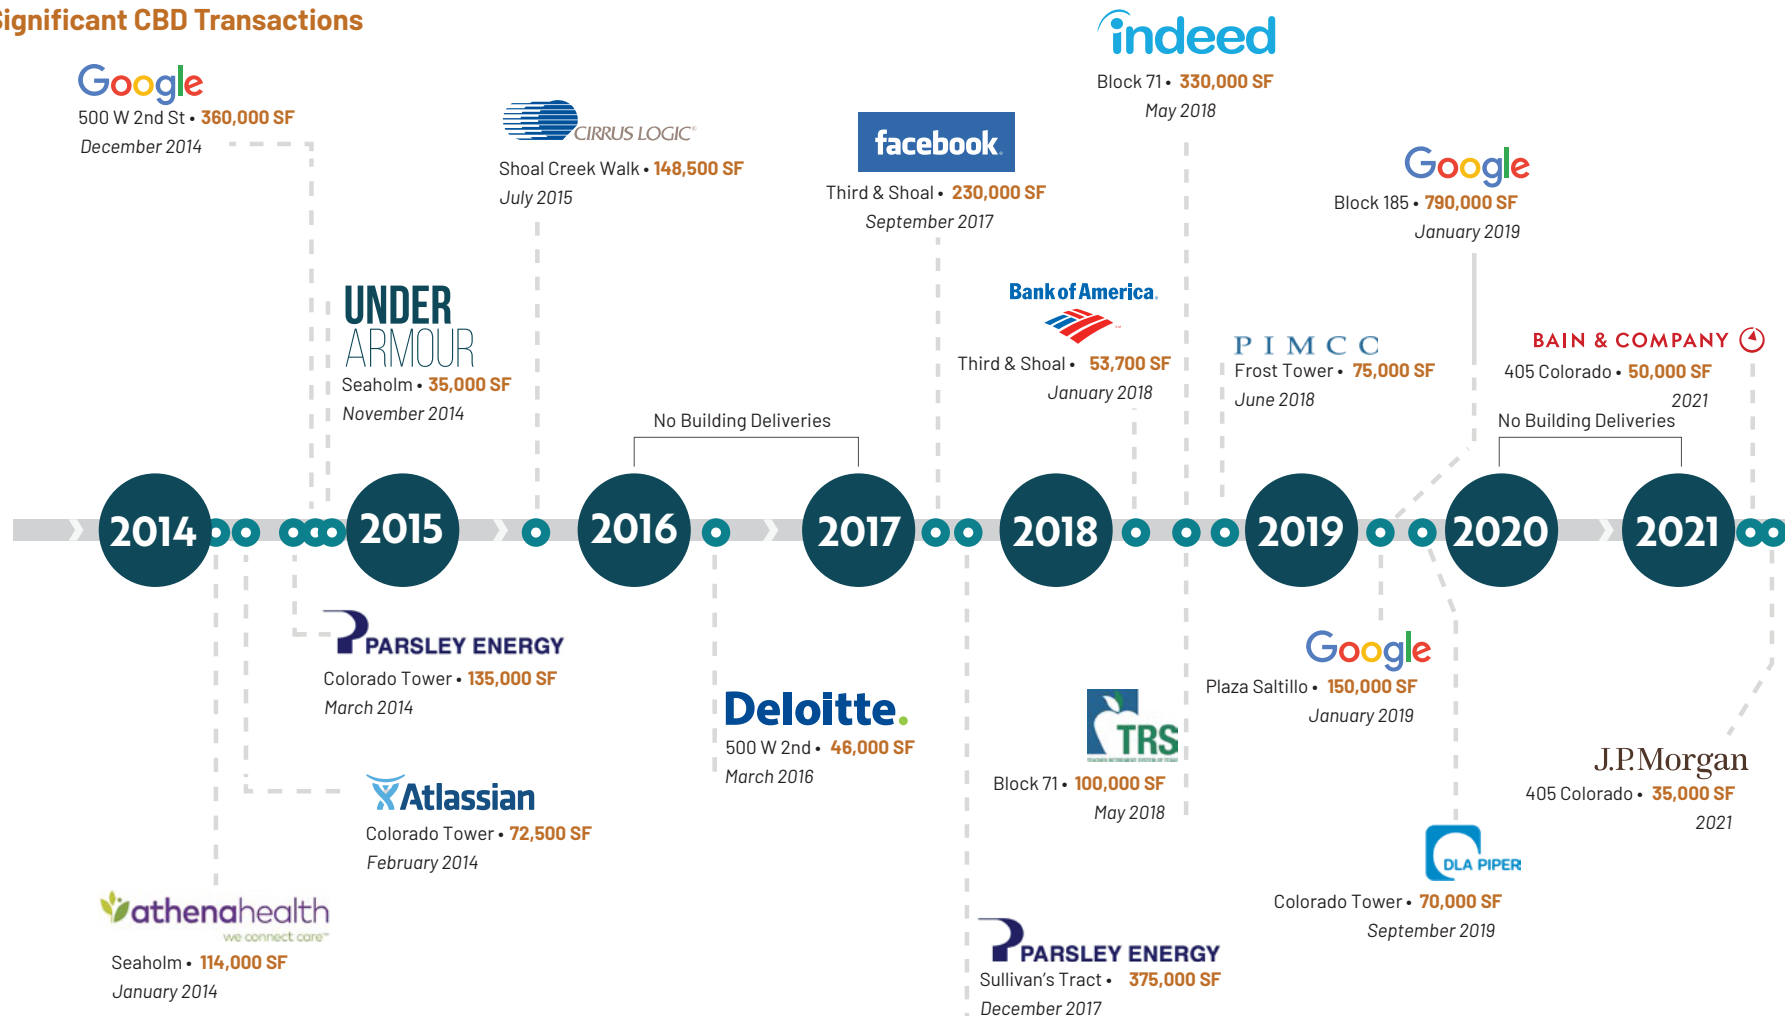 Significant CBD Transactions
Google
500 W 2nd St • 360,000 SF
December 2014
UNDER
ARMOUR
Seaholm • 35,000 SF
November 2014
CIRRUS LOGIC®
Shoal Creek Walk • 148,500 SF
July 2015
facebook
Third & Shoal • 230,000 SF
September 2017
indeed
Block 71 • 330,000 SF
May 2018
Bank of America
Third & Shoal • 53,700 SF
January 2018
PIMCC
Frost Tower • 75,000 SF
June 2018
Google
Block 185 • 790,000 SF
January 2019
BAIN & COMPANY
405 Colorado • 50,000 SF
2021
No Building Deliveries
No Building Deliveries
2014
2015
2016
2017
2018
2019
2020
2021
PARSLEY ENERGY
Colorado Tower • 135,000 SF
March 2014
Atlassian
Colorado Tower • 72,500 SF
February 2014
athenahealth
we connect care℠
Seaholm • 114,000 SF
January 2014
Deloitte.
500 W 2nd • 46,000 SF
March 2016
TRS
TEACHER RETIREMENT SYSTEM OF TEXAS
Block 71 • 100,000 SF
May 2018
PARSLEY ENERGY
Sullivan's Tract • 375,000 SF
December 2017
Google
Plaza Saltillo • 150,000 SF
January 2019
DLA PIPER
Colorado Tower • 70,000 SF
September 2019
J.P.Morgan
405 Colorado • 35,000 SF
2021